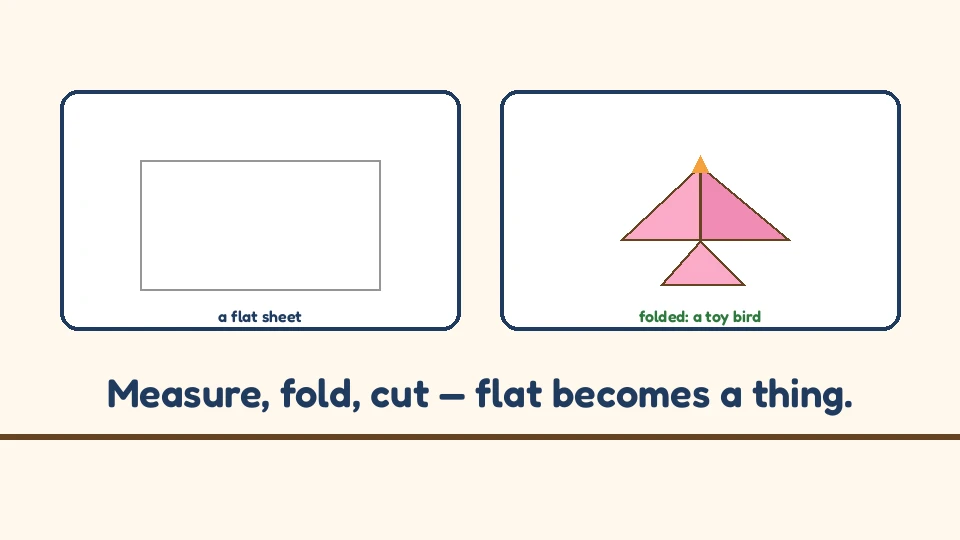 a flat sheet
folded: a toy bird
Measure, fold, cut — flat becomes a thing.